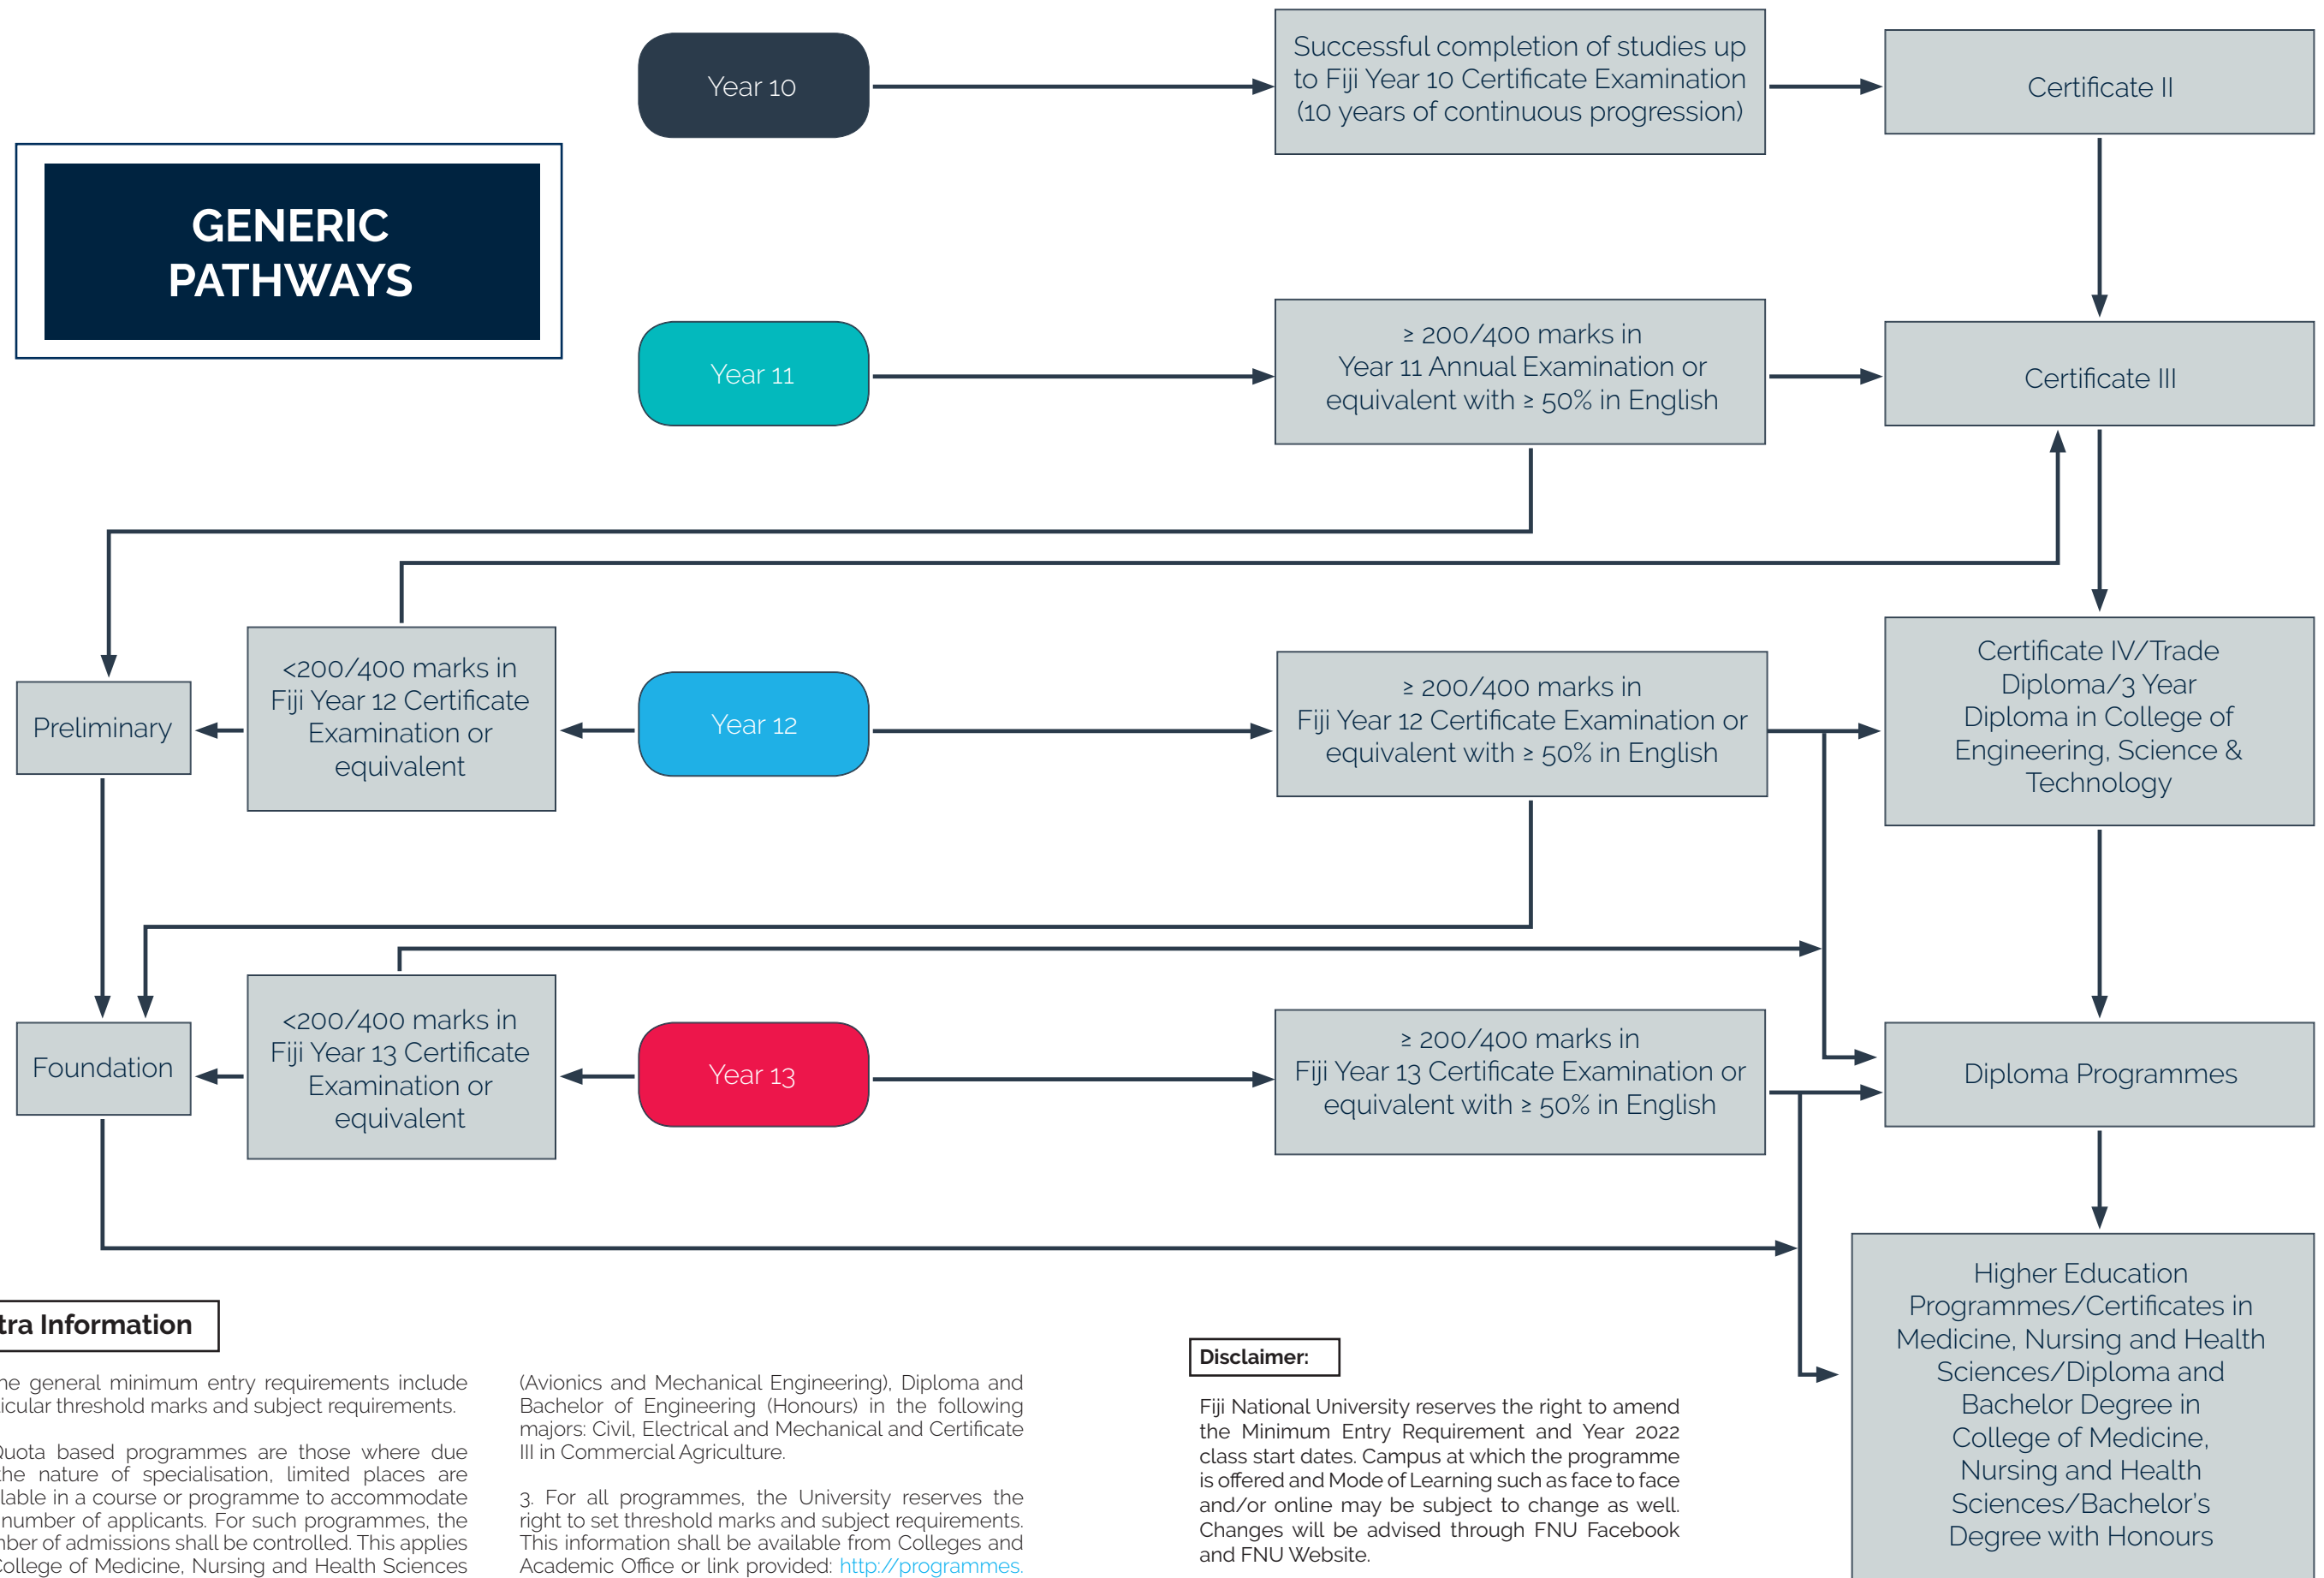 Year 10
Successful completion of studies up
to Fiji Year 10 Certificate Examination
(10 years of continuous progression)
Certificate II
GENERIC
PATHWAYS
Year 11
≥ 200/400 marks in
Year 11 Annual Examination or
equivalent with ≥ 50% in English
Certificate III
Preliminary
<200/400 marks in
Fiji Year 12 Certificate
Examination or
equivalent
Year 12
≥ 200/400 marks in
Fiji Year 12 Certificate Examination or
equivalent with ≥ 50% in English
Certificate IV/Trade
Diploma/3 Year
Diploma in College of
Engineering, Science &
Technology
Foundation
<200/400 marks in
Fiji Year 13 Certificate
Examination or
equivalent
Year 13
≥ 200/400 marks in
Fiji Year 13 Certificate Examination or
equivalent with ≥ 50% in English
Diploma Programmes
Higher Education
Programmes/Certificates in
Medicine, Nursing and Health
Sciences/Diploma and
Bachelor Degree in
College of Medicine,
Nursing and Health
Sciences/Bachelor's
Degree with Honours
tra Information
he general minimum entry requirements include
icular threshold marks and subject requirements.
Quota based programmes are those where due
the nature of specialisation, limited places are
lable in a course or programme to accommodate
number of applicants. For such programmes, the
nber of admissions shall be controlled. This applies
College of Medicine, Nursing and Health Sciences
(Avionics and Mechanical Engineering), Diploma and
Bachelor of Engineering (Honours) in the following
majors: Civil, Electrical and Mechanical and Certificate
III in Commercial Agriculture.
3. For all programmes, the University reserves the
right to set threshold marks and subject requirements.
This information shall be available from Colleges and
Academic Office or link provided: http://programmes.
Disclaimer:
Fiji National University reserves the right to amend
the Minimum Entry Requirement and Year 2022
class start dates. Campus at which the programme
is offered and Mode of Learning such as face to face
and/or online may be subject to change as well.
Changes will be advised through FNU Facebook
and FNU Website.